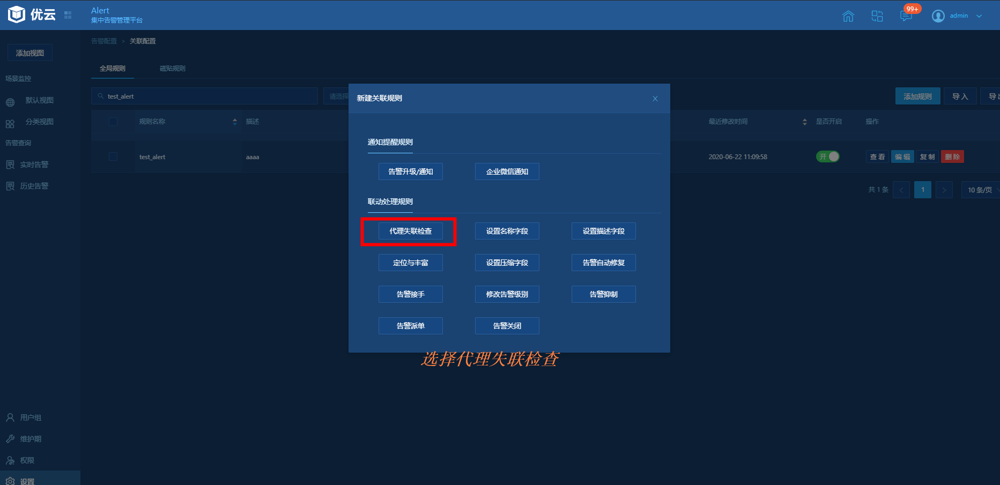 优云
Alert
集中告警管理平台
99+
admin
告警配置 > 关联配置
添加视图
场景监控
默认视图
分类视图
告警查询
实时告警
历史告警
用户组
维护期
权限
设置
全局规则
磁贴规则
test_alert
请选择
添加规则
导入
规则名称
描述
最近修改时间
是否开启
操作
test_alert
aaaa
2020-06-22 11:09:58
开
查看
编辑
复制
删除
共 1 条
<
1
>
10 条/页
新建关联规则
X
通知提醒规则
告警升级/通知
企业微信通知
联动处理规则
代理失联检查
设置名称字段
设置描述字段
定位与丰富
设置压缩字段
告警自动修复
告警接手
修改告警级别
告警抑制
告警派单
告警关闭
选择代理失联检查